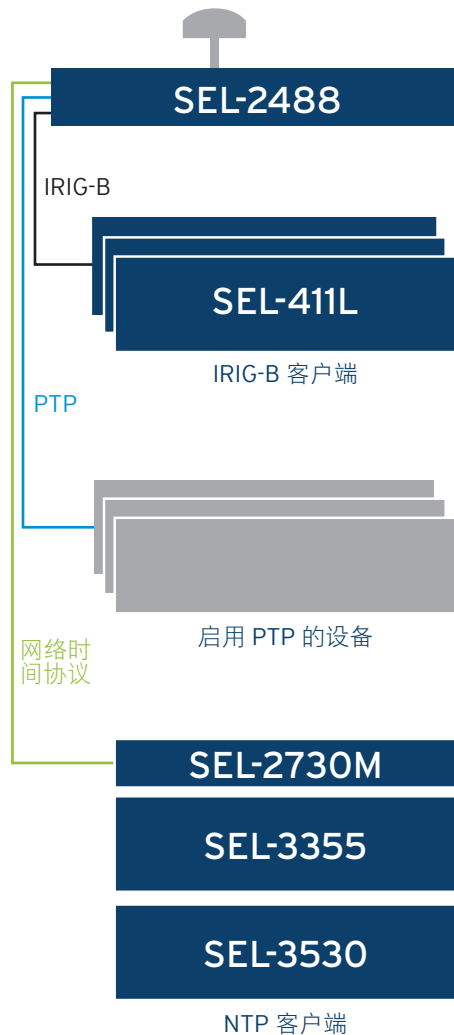 SEL-2488
IRIG-B
SEL-411L
IRIG-B 客户端
PTP
启用 PTP 的设备
网络时
间协议
SEL-2730M
SEL-3355
SEL-3530
NTP 客户端